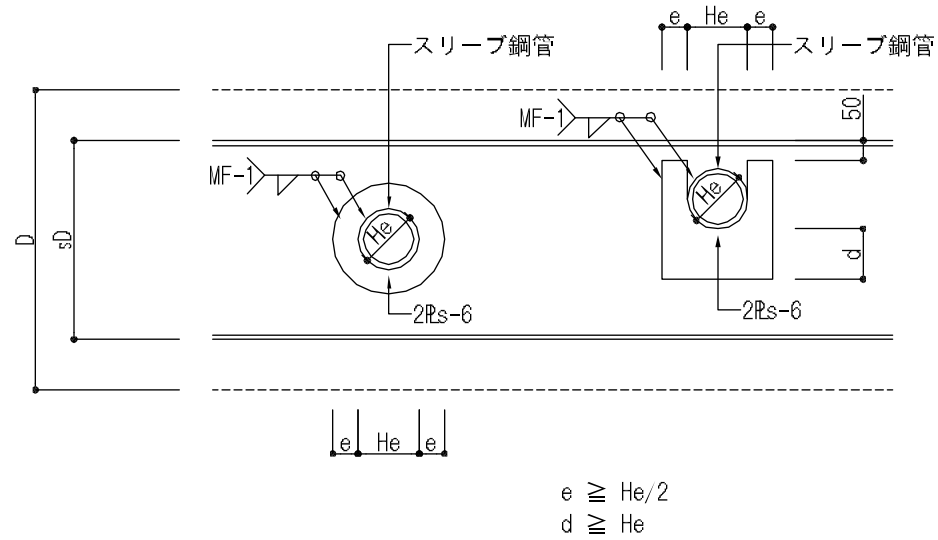 e He e
スリーブ鋼管
スリーブ鋼管
MF-1
50
MF-1
He
He
D
sD
d
2PLs-6
2PLs-6
e He e
e ≧ He/2
d ≧ He